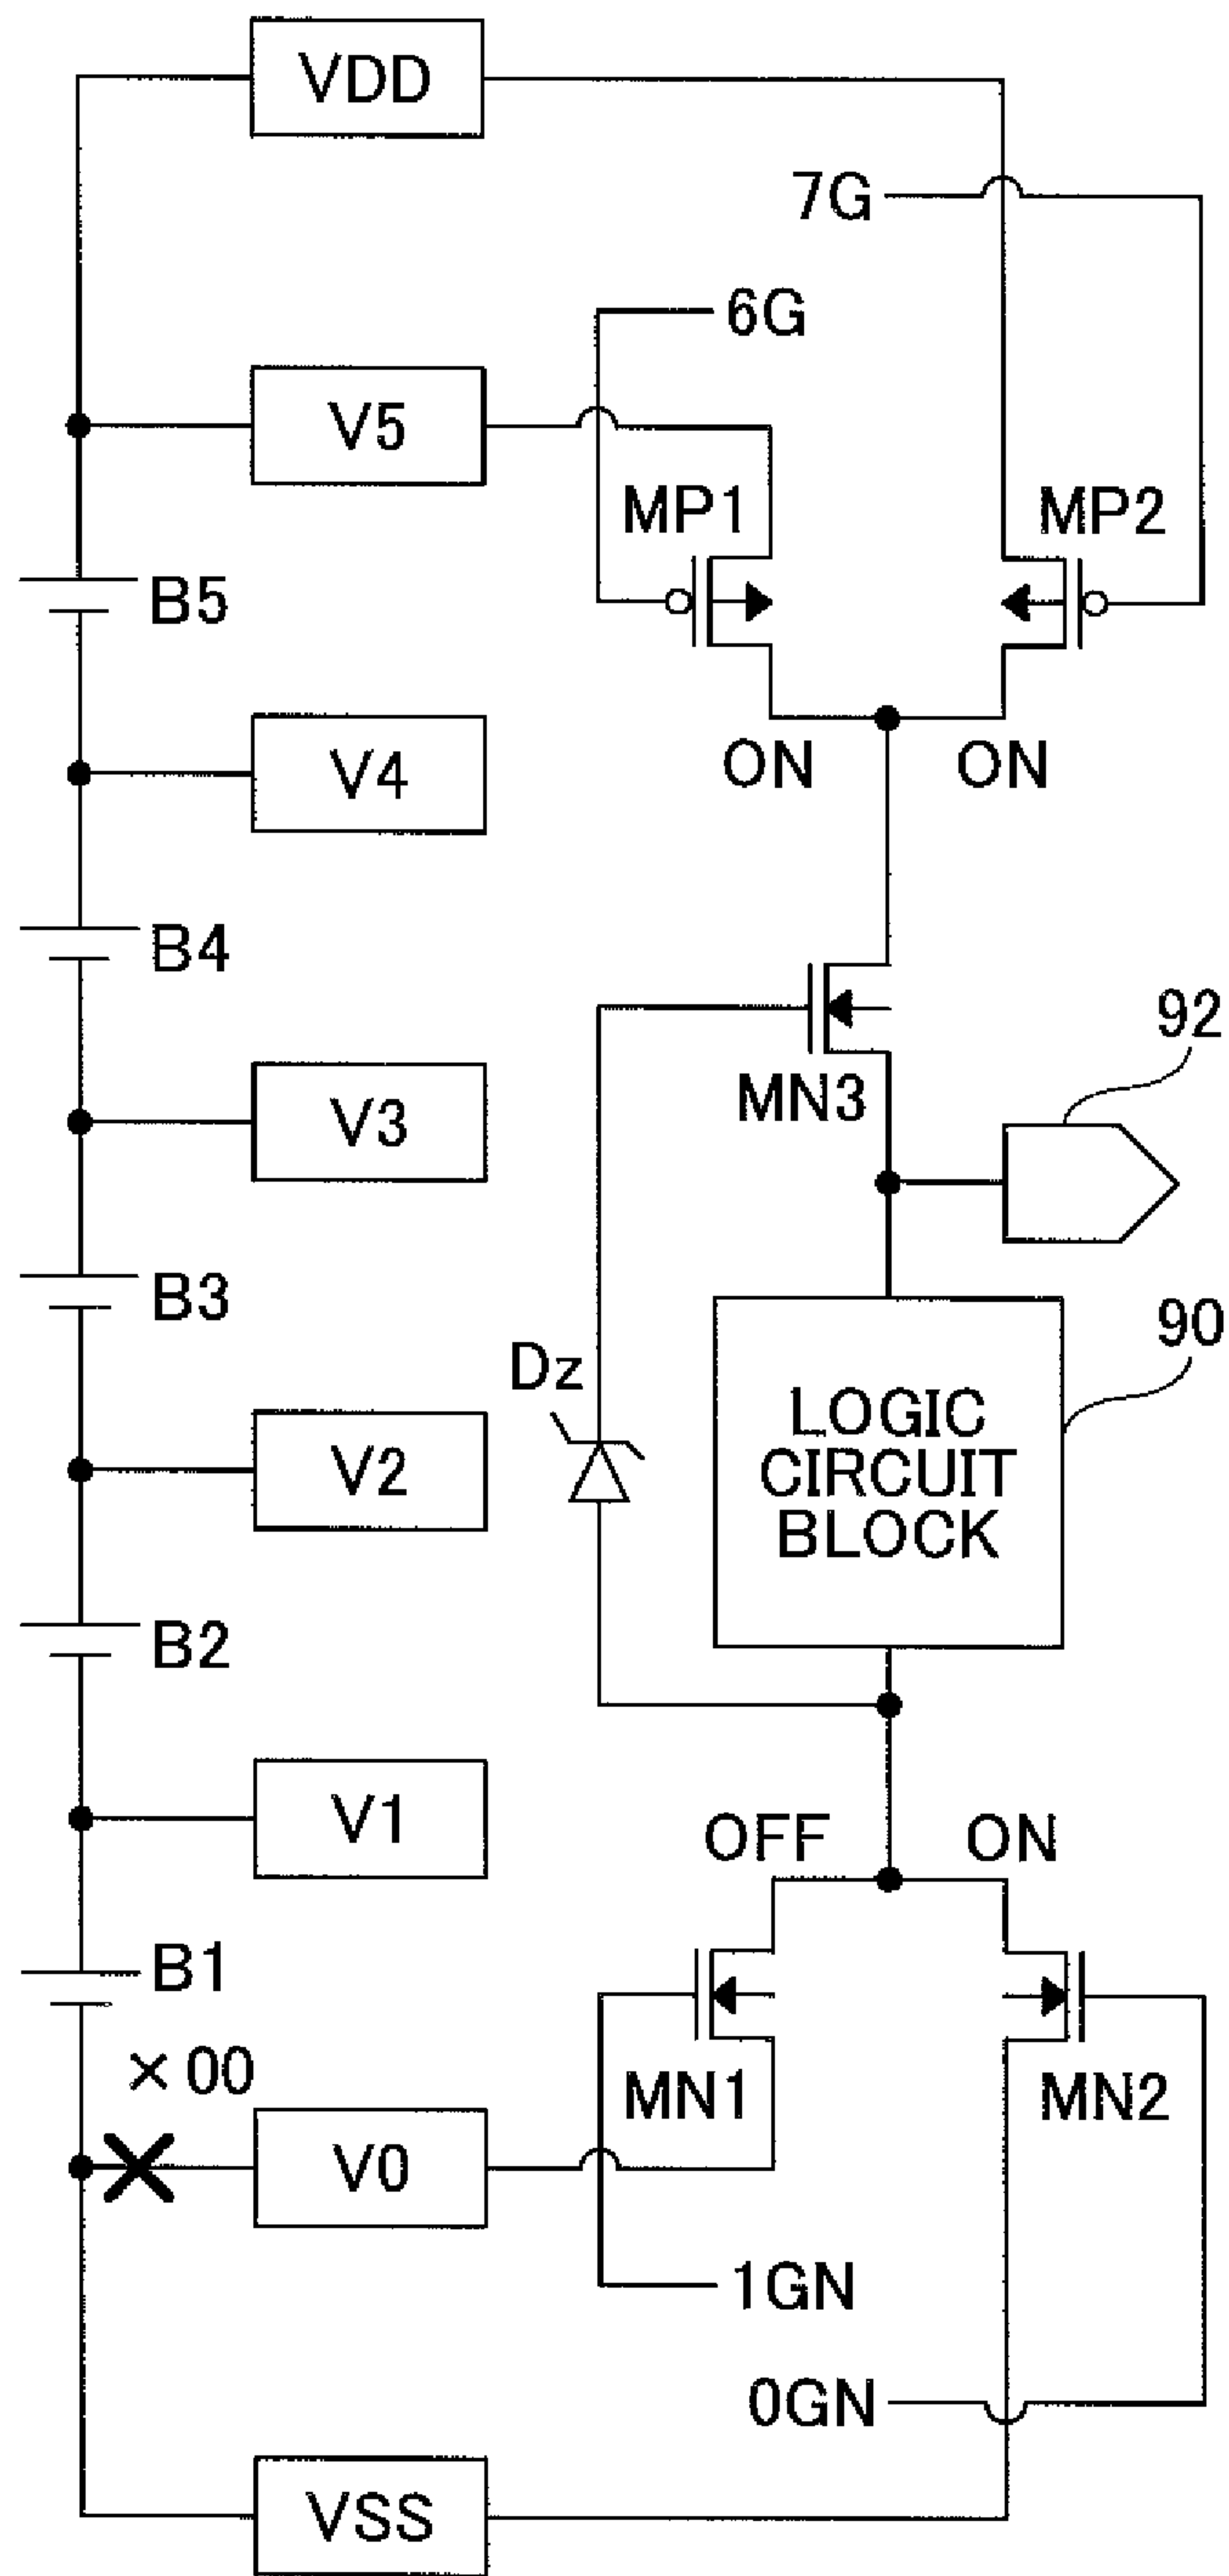 VDD
7G
6G
V5
MP1
MP2
B5
V4
ON
ON
B4
92
MN3
V3
B3
90
Dz
LOGIC
CIRCUIT
BLOCK
V2
B2
V1
OFF
ON
B1
×00
MN1
MN2
V0
1GN
0GN
VSS